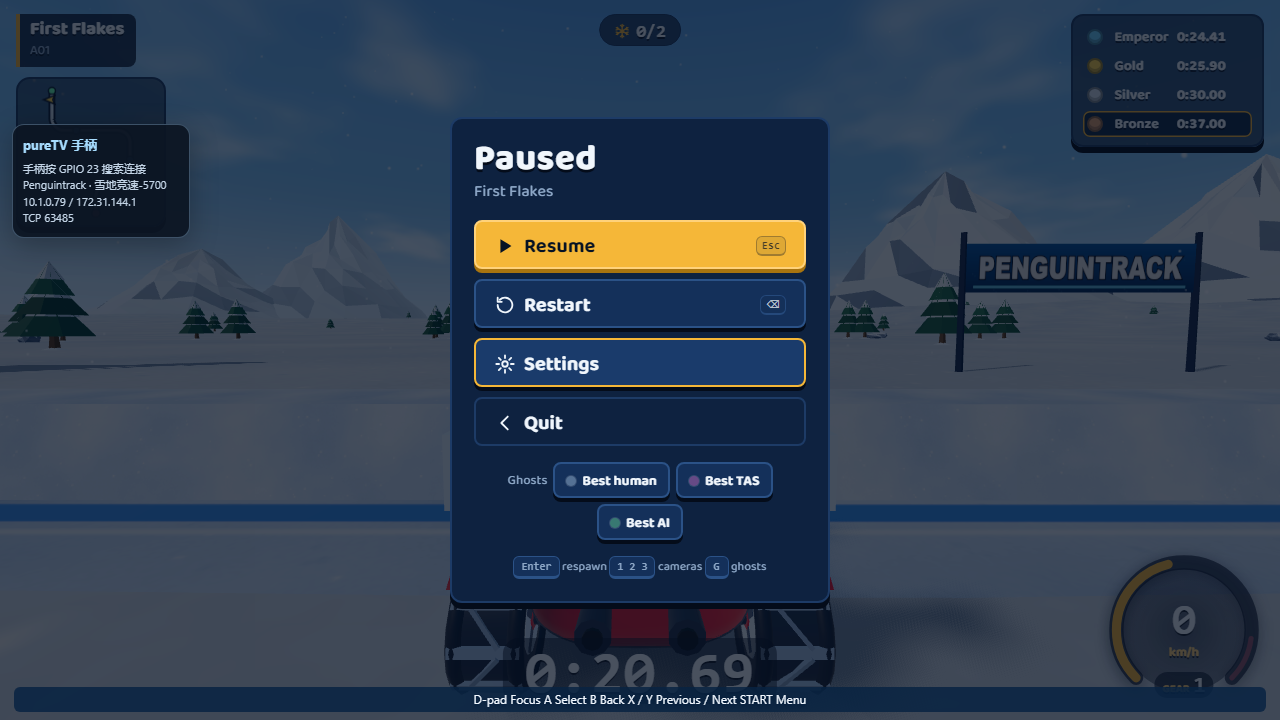 First Flakes
A01
0/2
Emperor 0:24.41
Gold 0:25.90
Silver 0:30.00
Bronze 0:37.00
pureTV 手柄
手柄按 GPIO 23 搜索连接
Penguintrack · 雪地竞速-5700
10.1.0.79 / 172.31.144.1
TCP 63485
Paused
First Flakes
Resume Esc
Restart ⌫
Settings
Quit
Ghosts Best human Best TAS
Best AI
Enter respawn 1 2 3 cameras G ghosts
PENGUINTRACK
0
km/h
1
0:20.69
D-pad Focus A Select B Back X / Y Previous / Next START Menu